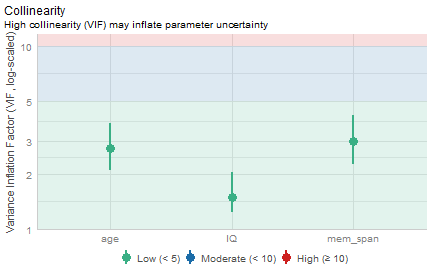 Collinearity
High collinearity (VIF) may inflate parameter uncertainty
Variance Inflation Factor (VIF, log-scaled)
10
5
3
2
1
age IQ mem_span
Low (< 5) Moderate (< 10) High (≥ 10)